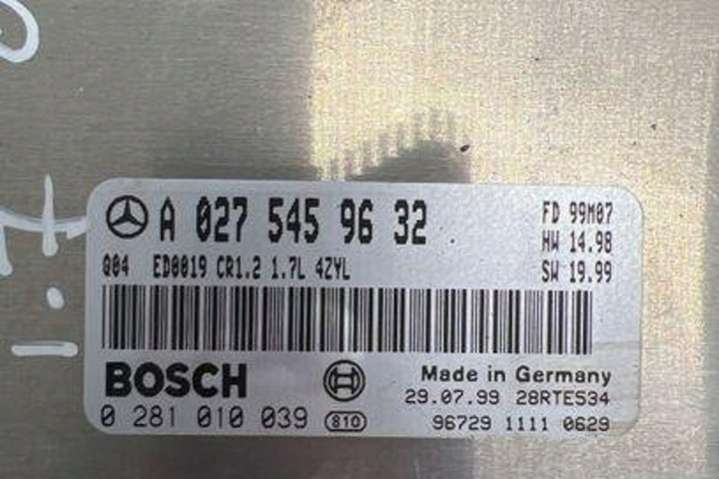 A 027 545 96 32
FD 99M07
HW 14.98
Q04 ED0019 CR1.2 1.7L 4ZYL
SW 19.99
BOSCH
Made in Germany
29.07.99 28RTE534
0 281 010 039 810
96729 1111 0629